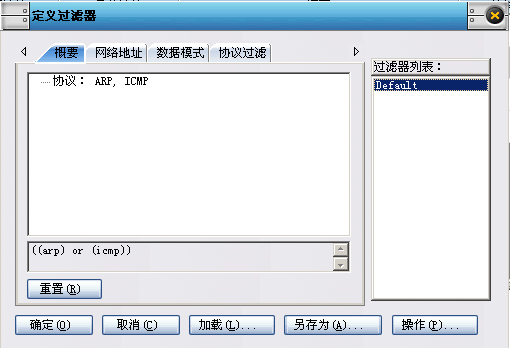 定义过滤器
概要 网络地址 数据模式 协议过滤
过滤器列表：
协议： ARP, ICMP
Default
((arp) or (icmp))
重置(R)
确定(O) 取消(C) 加载(L)... 另存为(A)... 操作(P)...